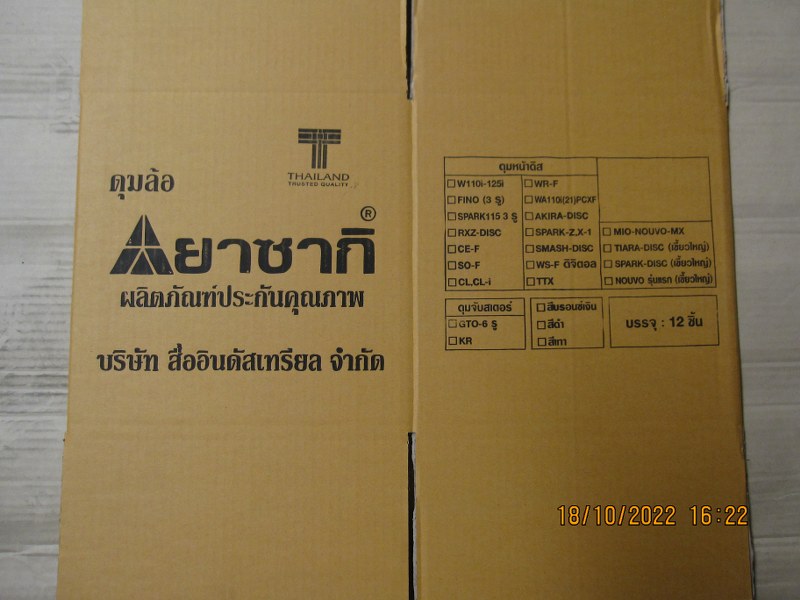 T
THAILAND
TRUSTED QUALITY
ดุมล้อ
®
ยาซากิ
ผลิตภัณฑ์ประกันคุณภาพ
บริษัท สื่ออินดัสเทรียล จำกัด
ดุมหน้าดิส
W110i-125i
FINO (3 รู)
SPARK115 3 รู
RXZ-DISC
CE-F
SO-F
CL,CL-i
WR-F
WA110i(21)PCXF
AKIRA-DISC
SPARK-Z,X-1
SMASH-DISC
WS-F ดิจิตอล
TTX
MIO-NOUVO-MX
TIARA-DISC (เขี้ยวใหญ่)
SPARK-DISC (เขี้ยวใหญ่)
NOUVO รุ่นแรก (เขี้ยวใหญ่)
ดุมจับสเตอร์
GTO-6 รู
KR
สีบรอนซ์เงิน
สีดำ
สีเทา
บรรจุ : 12 ชิ้น
18/10/2022 16:22